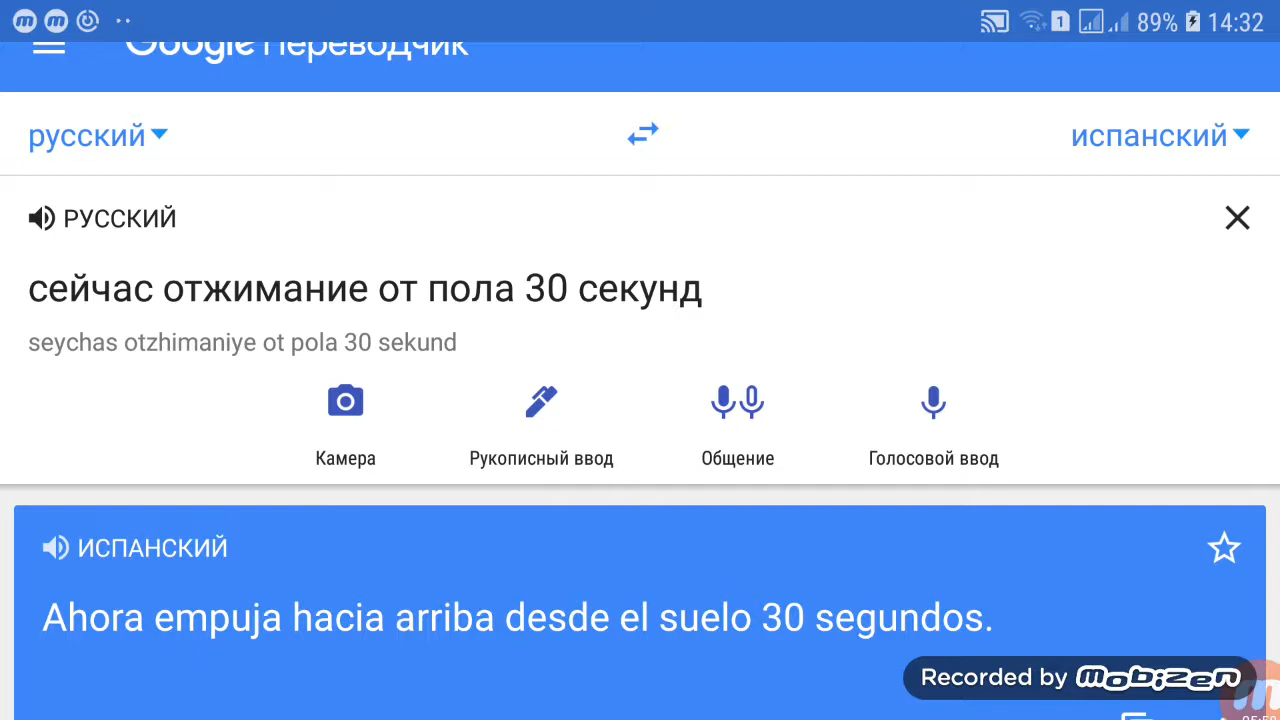 89% 14:32
Google Переводчик
русский испанский
РУССКИЙ
сейчас отжимание от пола 30 секунд
seychas otzhimaniye ot pola 30 sekund
Камера Рукописный ввод Общение Голосовой ввод
ИСПАНСКИЙ
Ahora empuja hacia arriba desde el suelo 30 segundos.
Recorded by mobizen